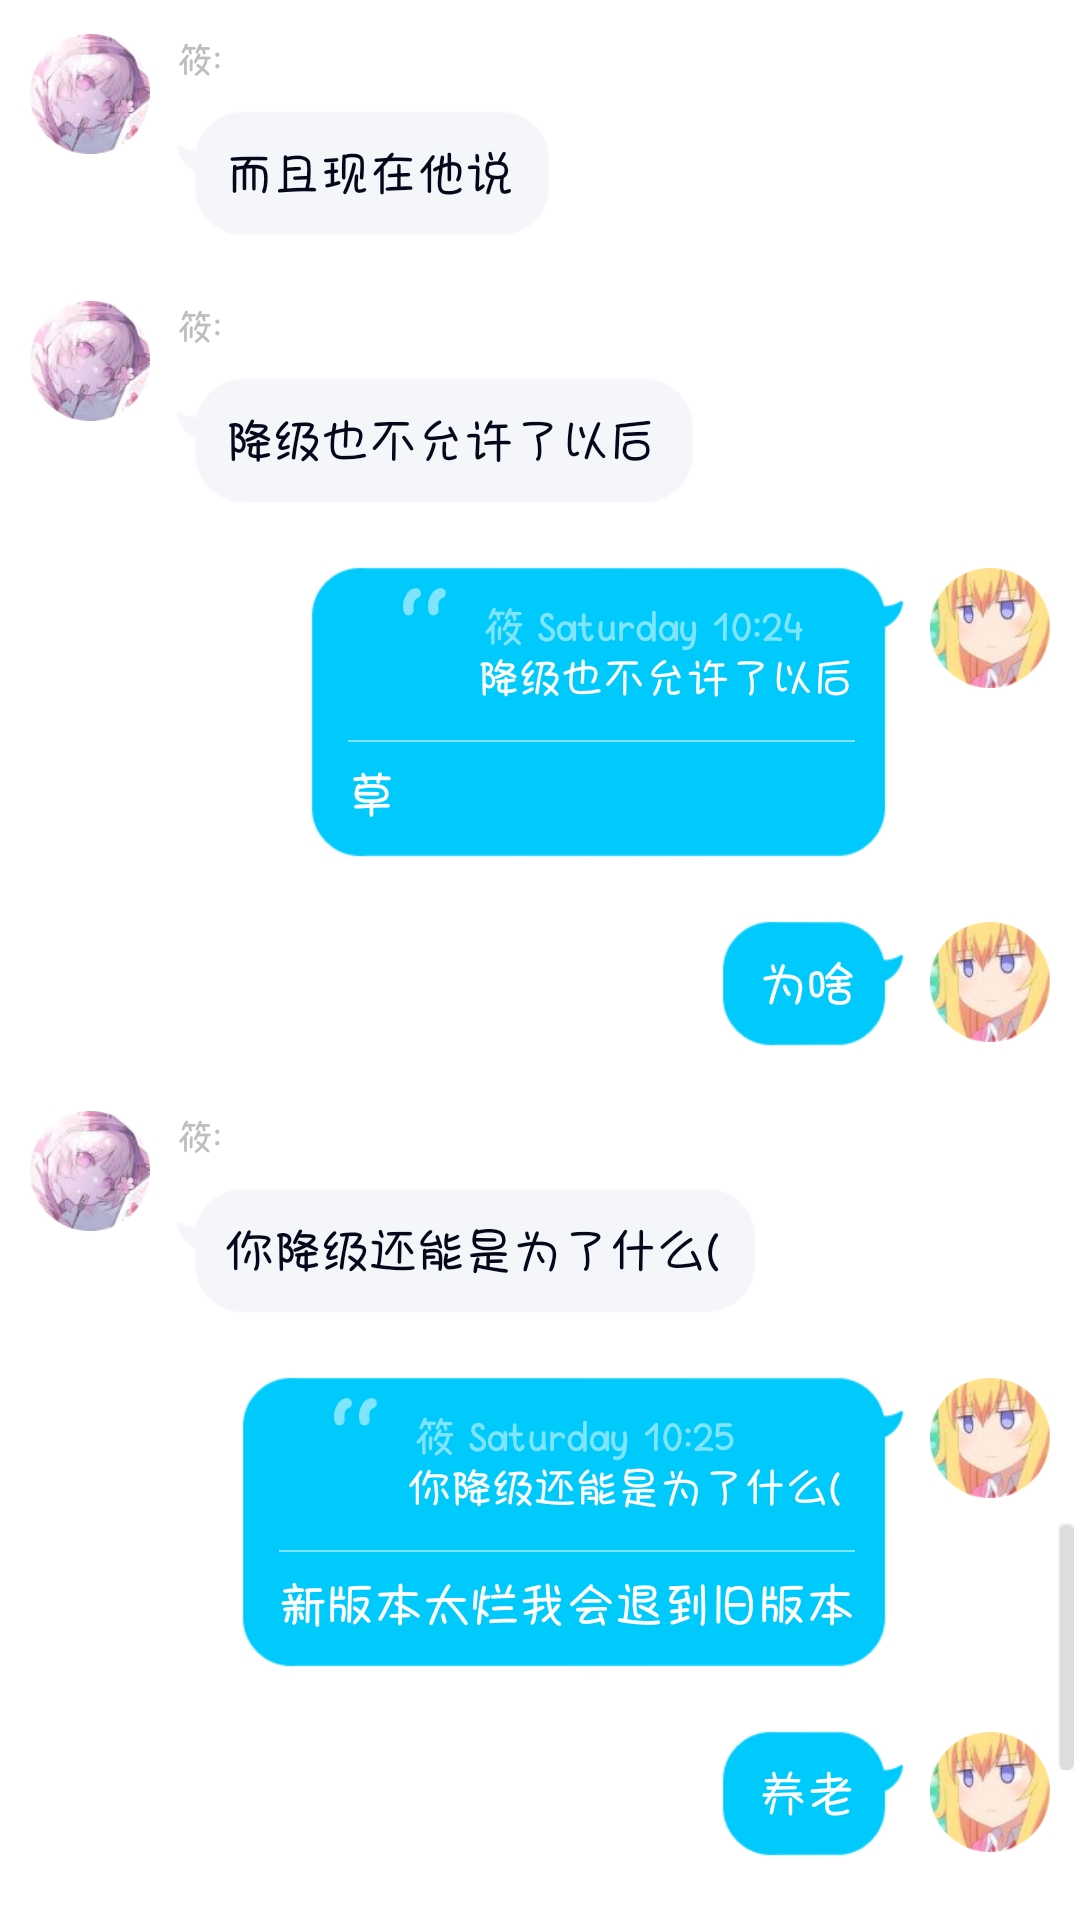 筱:
而且现在他说
筱:
降级也不允许了以后
筱 Saturday 10:24
降级也不允许了以后
草
为啥
筱:
你降级还能是为了什么(
筱 Saturday 10:25
你降级还能是为了什么(
新版本太烂我会退到旧版本
养老